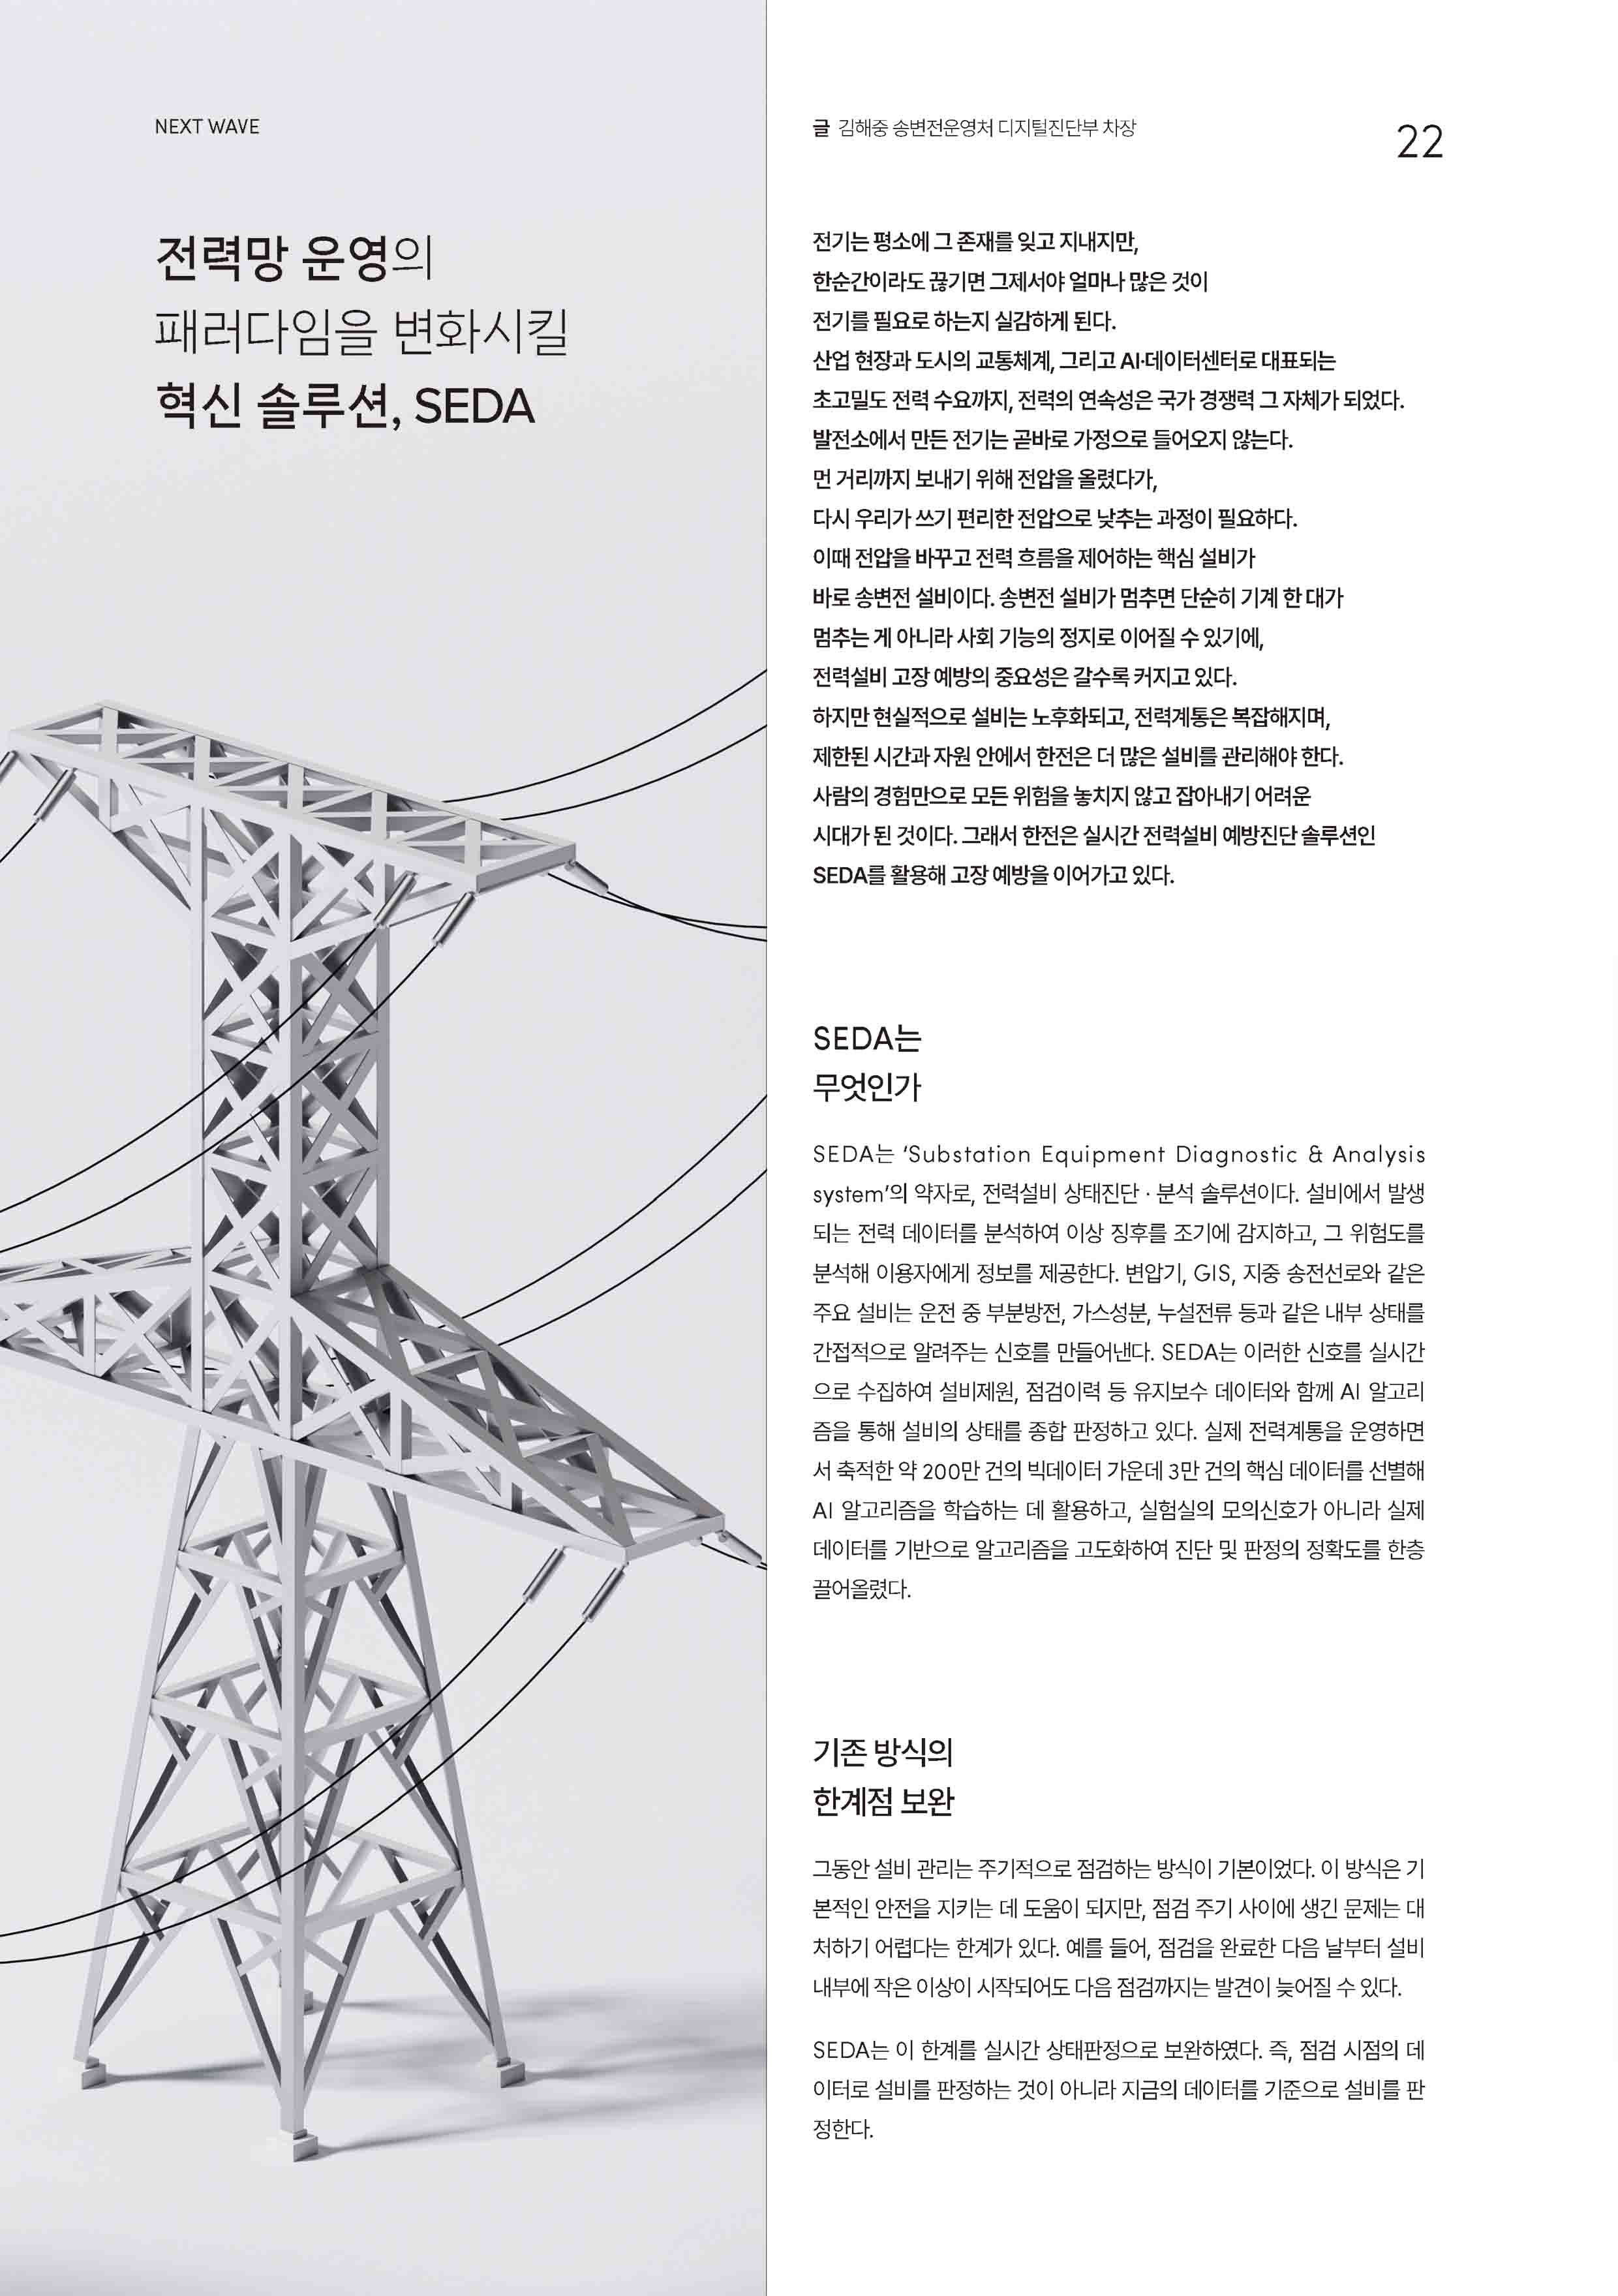 NEXT WAVE
전력망 운영의
패러다임을 변화시킬
혁신 솔루션, SEDA
글 김해중 송변전운영처 디지털진단부 차장
22
전기는 평소에 그 존재를 잊고 지내지만,
한순간이라도 끊기면 그제서야 얼마나 많은 것이
전기를 필요로 하는지 실감하게 된다.
산업 현장과 도시의 교통체계, 그리고 AI·데이터센터로 대표되는
초고밀도 전력 수요까지, 전력의 연속성은 국가 경쟁력 그 자체가 되었다.
발전소에서 만든 전기는 곧바로 가정으로 들어오지 않는다.
먼 거리까지 보내기 위해 전압을 올렸다가,
다시 우리가 쓰기 편리한 전압으로 낮추는 과정이 필요하다.
이때 전압을 바꾸고 전력 흐름을 제어하는 핵심 설비가
바로 송변전 설비이다. 송변전 설비가 멈추면 단순히 기계 한 대가
멈추는 게 아니라 사회 기능의 정지로 이어질 수 있기에,
전력설비 고장 예방의 중요성은 갈수록 커지고 있다.
하지만 현실적으로 설비는 노후화되고, 전력계통은 복잡해지며,
제한된 시간과 자원 안에서 한전은 더 많은 설비를 관리해야 한다.
사람의 경험만으로 모든 위험을 놓치지 않고 잡아내기 어려운
시대가 된 것이다. 그래서 한전은 실시간 전력설비 예방진단 솔루션인
SEDA를 활용해 고장 예방을 이어가고 있다.
SEDA는
무엇인가
SEDA는 ‘Substation Equipment Diagnostic & Analysis
system’의 약자로, 전력설비 상태진단 · 분석 솔루션이다. 설비에서 발생
되는 전력 데이터를 분석하여 이상 징후를 조기에 감지하고, 그 위험도를
분석해 이용자에게 정보를 제공한다. 변압기, GIS, 지중 송전선로와 같은
주요 설비는 운전 중 부분방전, 가스성분, 누설전류 등과 같은 내부 상태를
간접적으로 알려주는 신호를 만들어낸다. SEDA는 이러한 신호를 실시간
으로 수집하여 설비제원, 점검이력 등 유지보수 데이터와 함께 AI 알고리
즘을 통해 설비의 상태를 종합 판정하고 있다. 실제 전력계통을 운영하면
서 축적한 약 200만 건의 빅데이터 가운데 3만 건의 핵심 데이터를 선별해
AI 알고리즘을 학습하는 데 활용하고, 실험실의 모의신호가 아니라 실제
데이터를 기반으로 알고리즘을 고도화하여 진단 및 판정의 정확도를 한층
끌어올렸다.
기존 방식의
한계점 보완
그동안 설비 관리는 주기적으로 점검하는 방식이 기본이었다. 이 방식은 기
본적인 안전을 지키는 데 도움이 되지만, 점검 주기 사이에 생긴 문제는 대
처하기 어렵다는 한계가 있다. 예를 들어, 점검을 완료한 다음 날부터 설비
내부에 작은 이상이 시작되어도 다음 점검까지는 발견이 늦어질 수 있다.
SEDA는 이 한계를 실시간 상태판정으로 보완하였다. 즉, 점검 시점의 데
이터로 설비를 판정하는 것이 아니라 지금의 데이터를 기준으로 설비를 판
정한다.